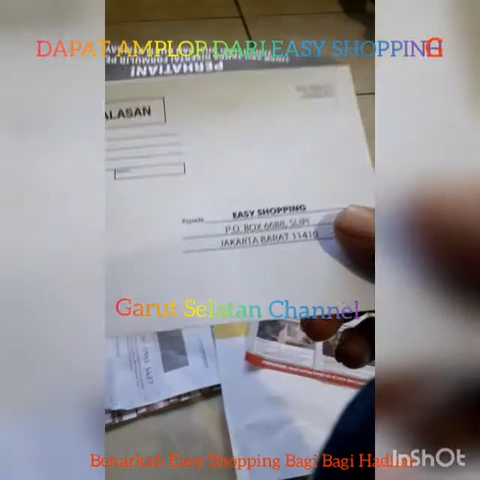 DAPAT AMPLOP DARI EASY SHOPPING G
PERHATIAN!
ALASAN
Kepada
EASY SHOPPING
P.O. BOX 6688, SLIPI
JAKARTA BARAT 11410
Garut Selatan Channel
Benarkah Easy Shopping Bagi Bagi Hadiah
InShOt